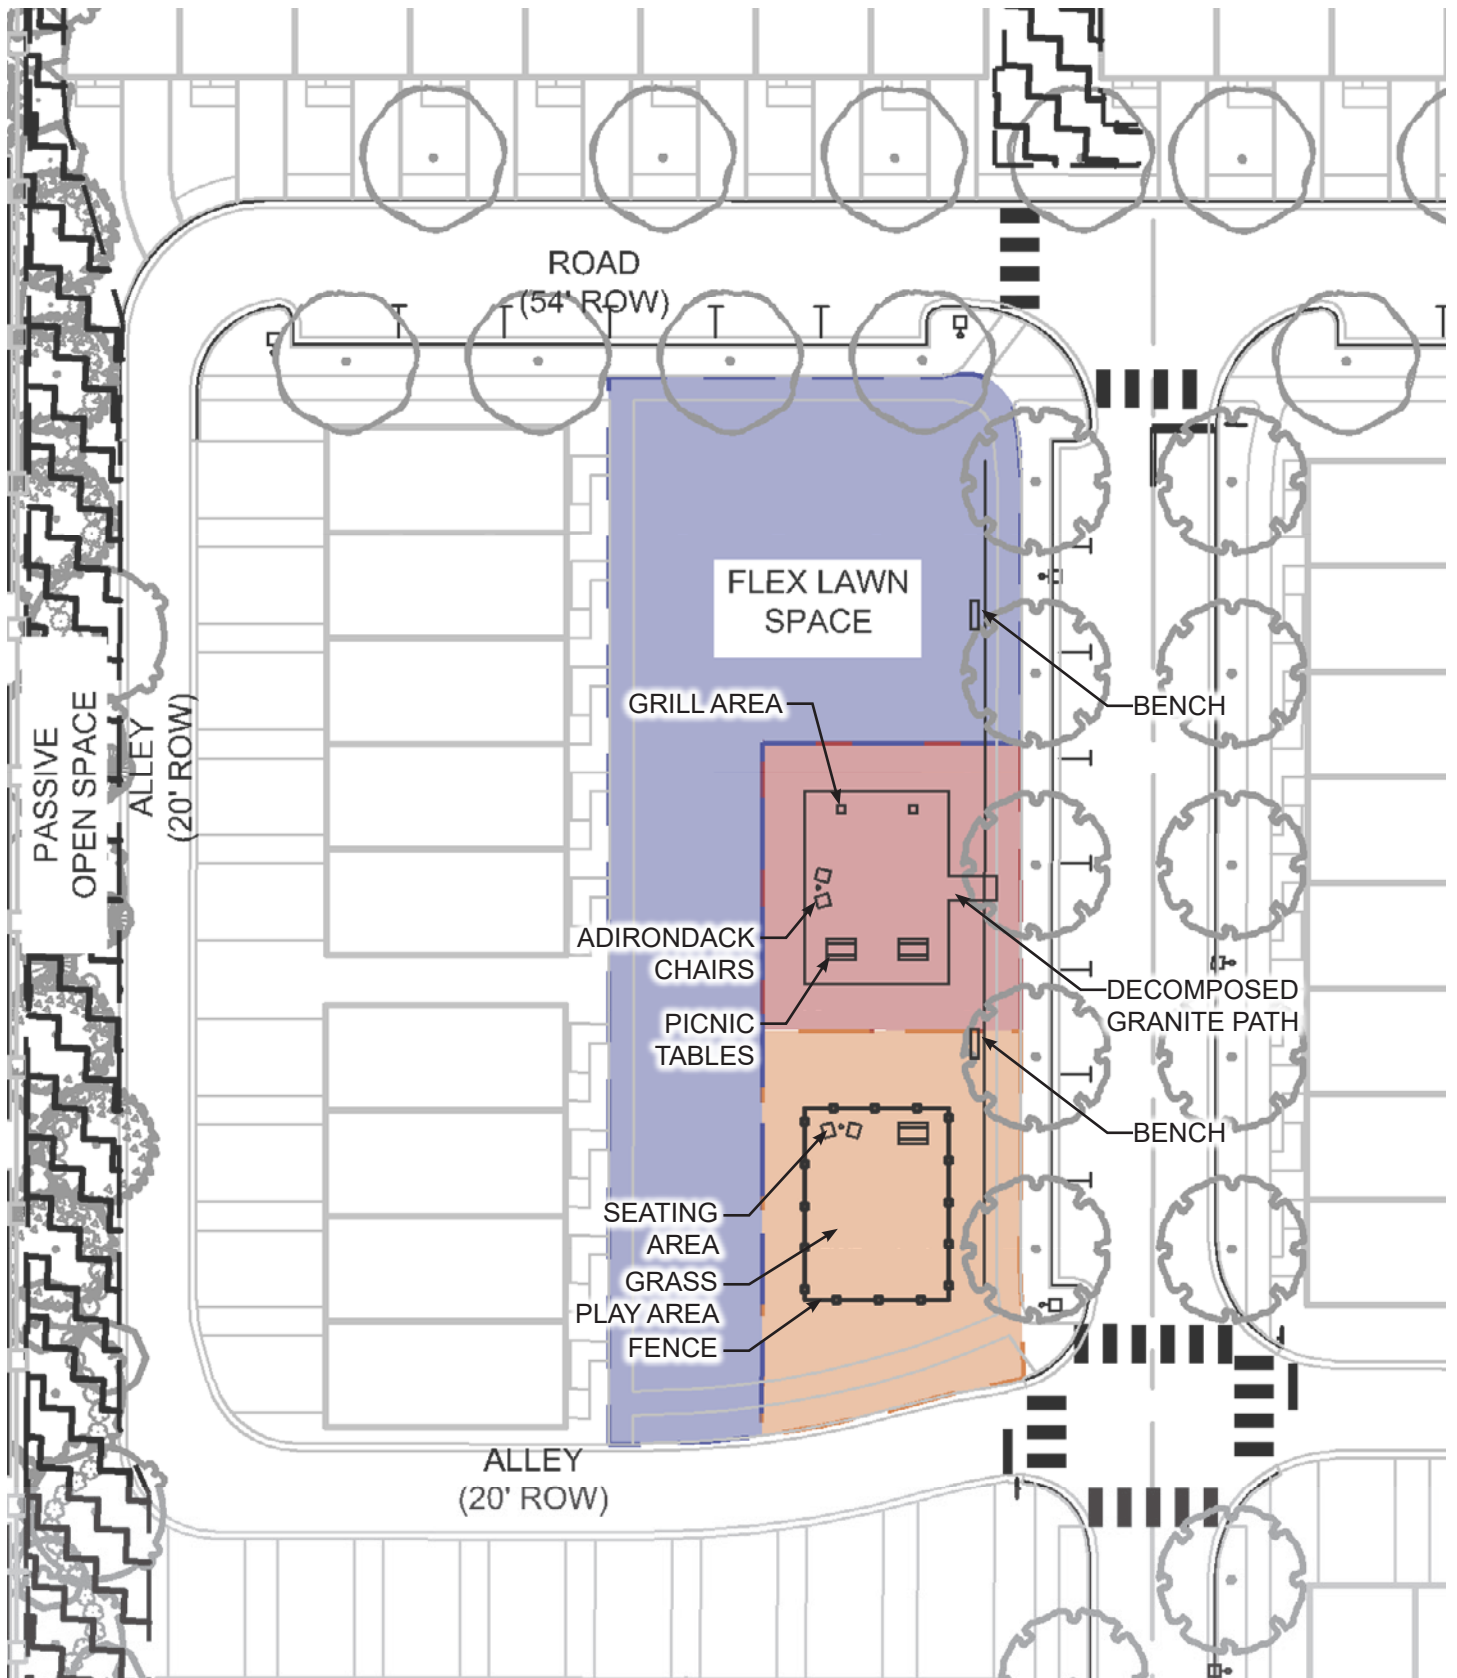 ROAD
(54' ROW)
FLEX LAWN
SPACE
GRILL AREA
BENCH
PASSIVE
OPEN SPACE
ALLEY
(20' ROW)
ADIRONDACK
CHAIRS
PICNIC
TABLES
DECOMPOSED
GRANITE PATH
BENCH
SEATING
AREA
GRASS
PLAY AREA
FENCE
ALLEY
(20' ROW)